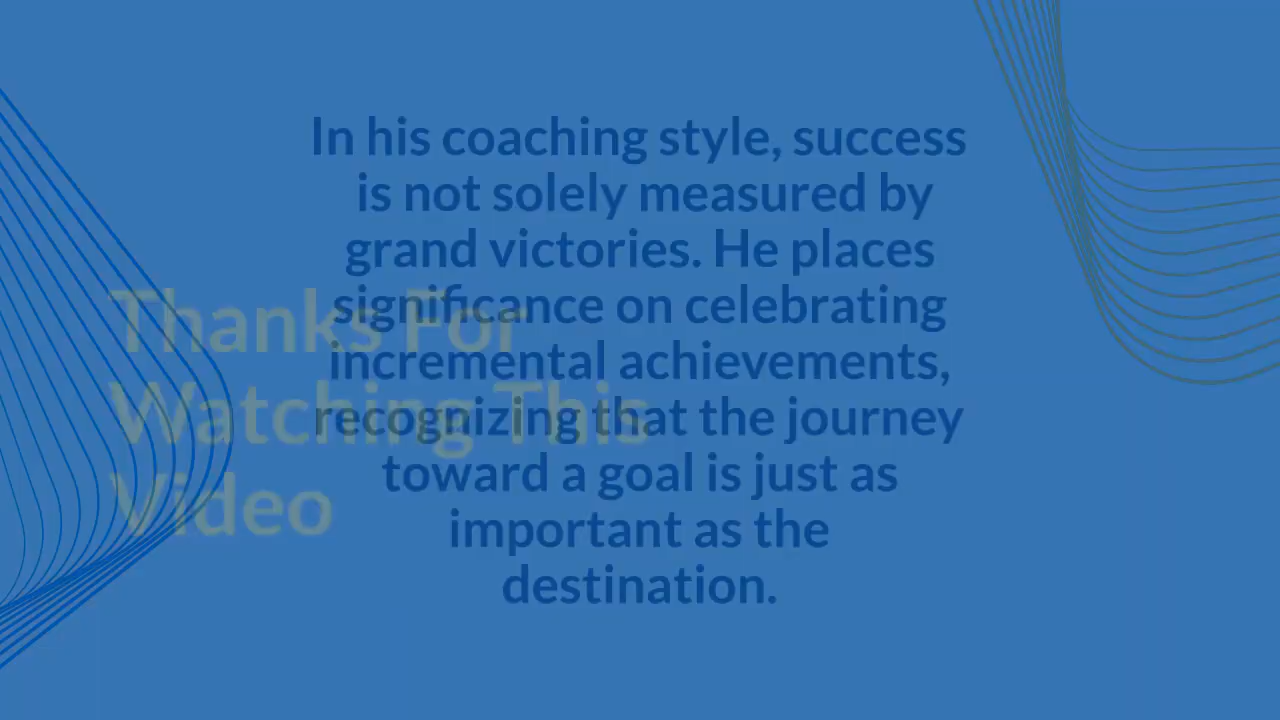 In his coaching style, success
is not solely measured by
grand victories. He places
significance on celebrating
incremental achievements,
recognizing that the journey
toward a goal is just as
important as the
destination.
Thanks For
Watching This
Video